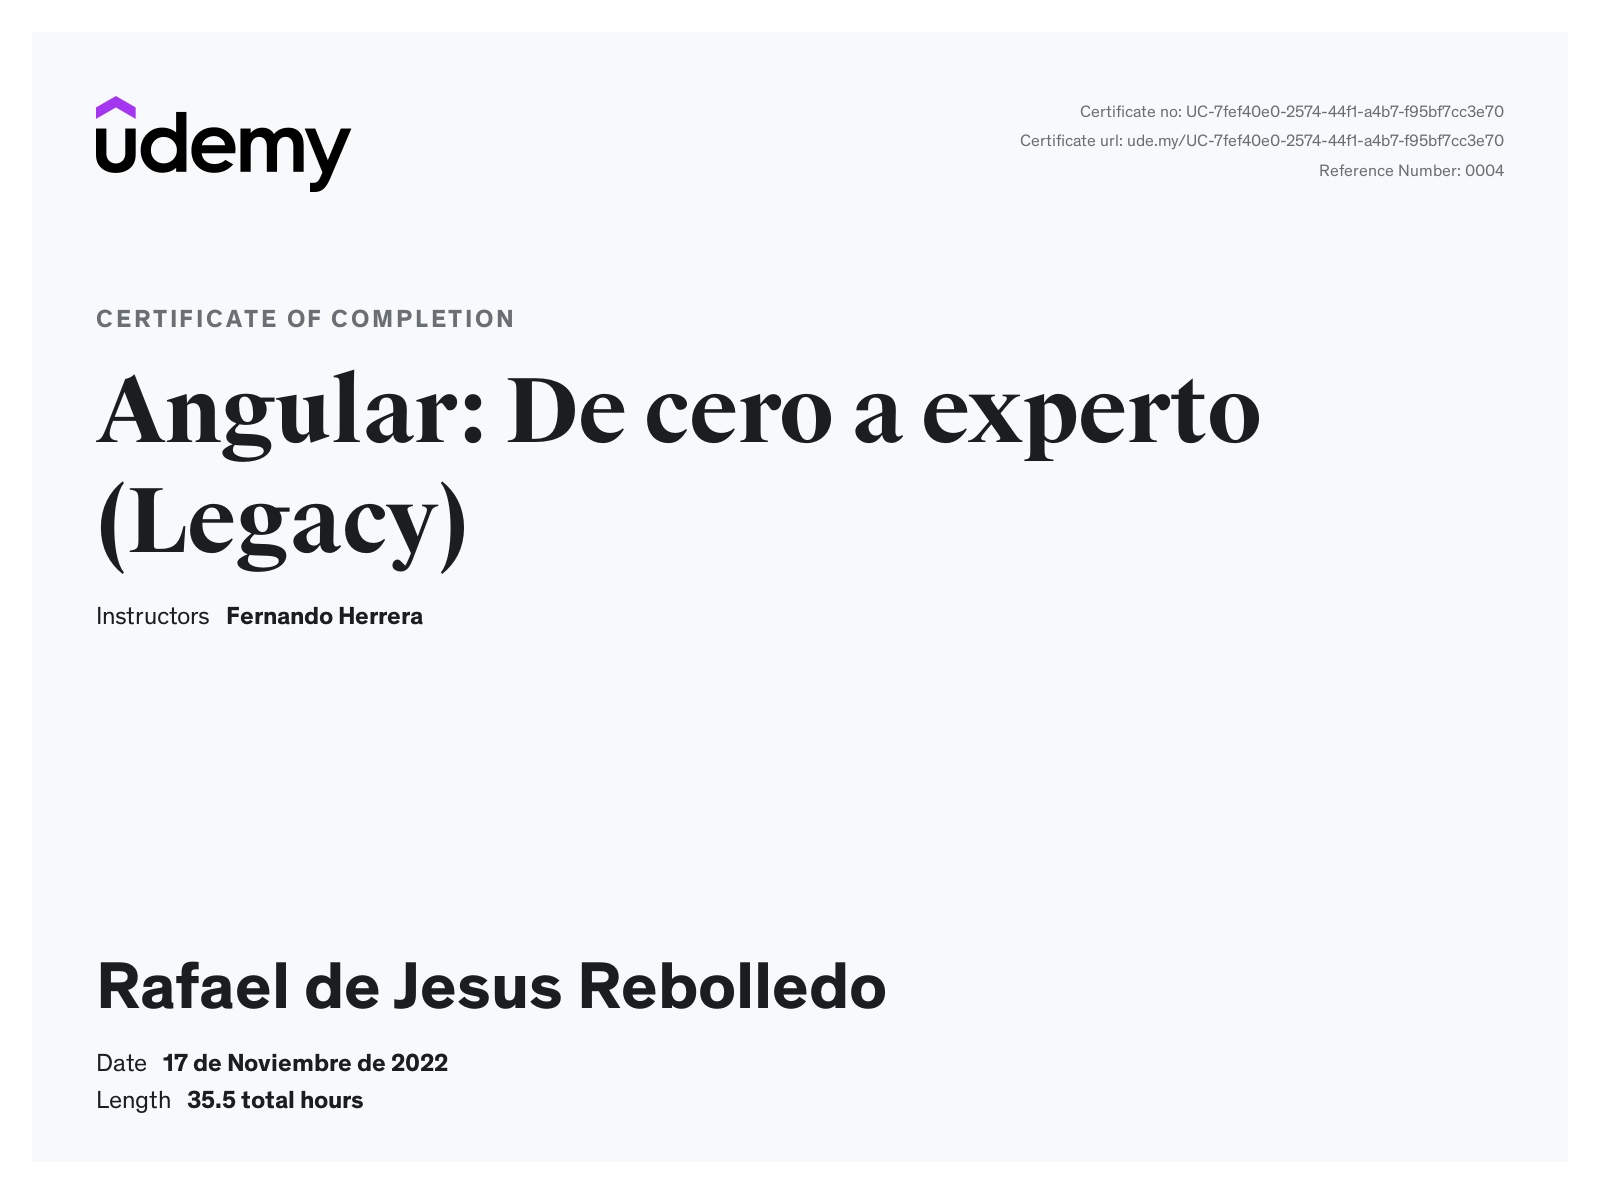 udemy
Certificate no: UC-7fef40e0-2574-44f1-a4b7-f95bf7cc3e70
Certificate url: ude.my/UC-7fef40e0-2574-44f1-a4b7-f95bf7cc3e70
Reference Number: 0004
CERTIFICATE OF COMPLETION
Angular: De cero a experto
(Legacy)
Instructors Fernando Herrera
Rafael de Jesus Rebolledo
Date 17 de Noviembre de 2022
Length 35.5 total hours